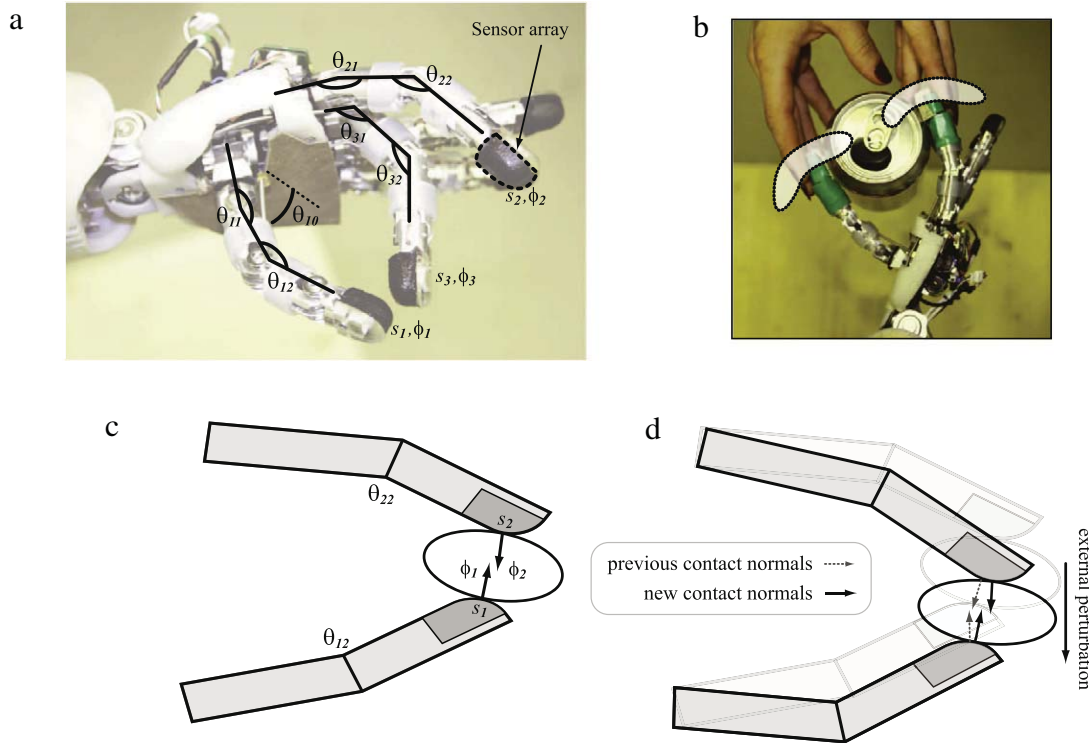 a
Sensor array
θ21
θ22
θ31
θ32
θ11
θ10
θ12
s2,ϕ2
s3,ϕ3
s1,ϕ1
b
c
θ22
s2
ϕ1
ϕ2
s1
θ12
d
previous contact normals
new contact normals
external perturbation